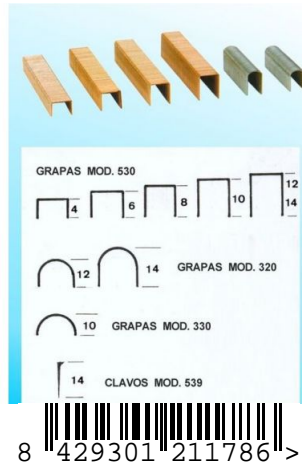 GRAPAS MOD. 530
4 6 8 10 12
14
12 14 GRAPAS MOD. 320
10 GRAPAS MOD. 330
14 CLAVOS MOD. 539
8 429301 211786 >